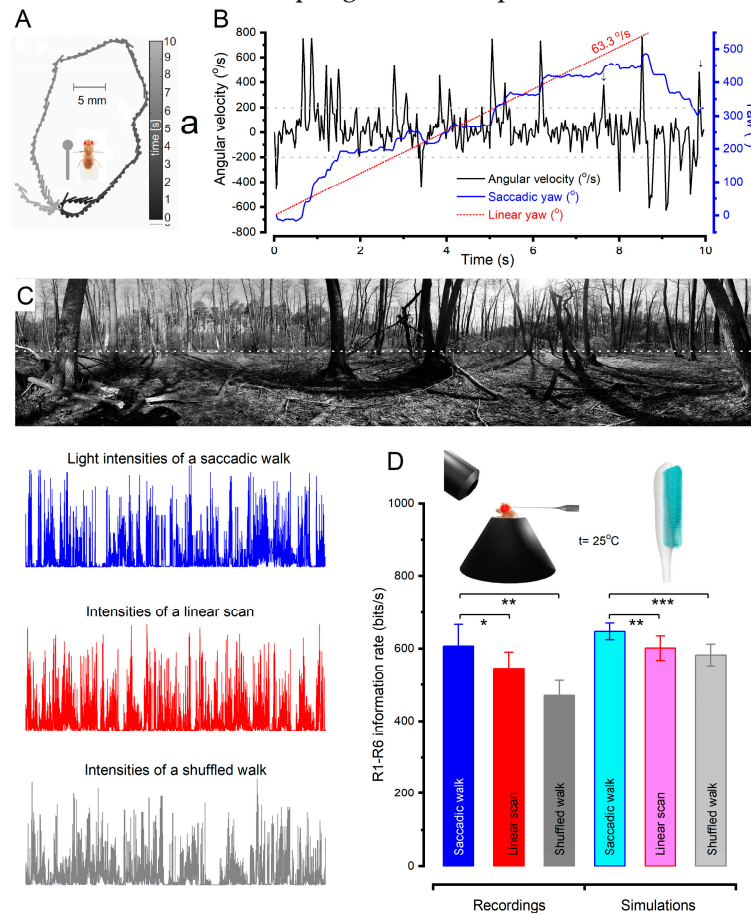 A
10
9
8
7
6
5
4
3
2
1
0
time [s]
5 mm
a
B
800
600
400
200
0
-200
-400
-600
-800
Angular velocity (°/s)
63.3 °/s
Angular velocity (°/s)
Saccadic yaw (°)
Linear yaw (°)
0
2
4
6
8
10
Time (s)
500
400
300
200
100
0
C
Light intensities of a saccadic walk
Intensities of a linear scan
Intensities of a shuffled walk
D
t= 25°C
1000
800
600
400
200
0
R1-R6 information rate (bits/s)
**
*
***
**
Saccadic walk
Linear scan
Shuffled walk
Saccadic walk
Linear scan
Shuffled walk
Recordings
Simulations